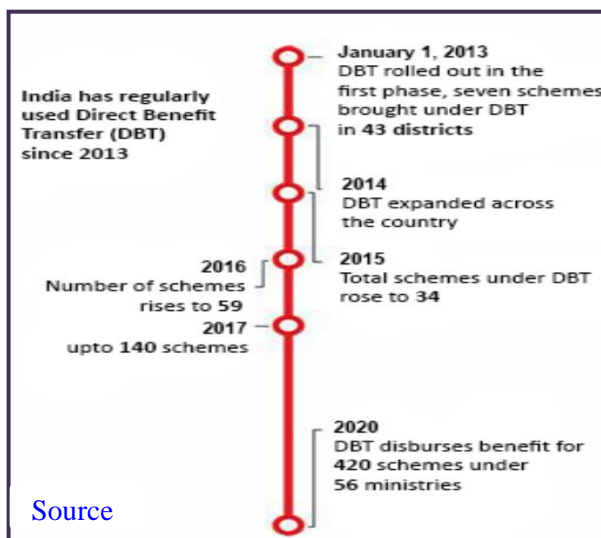 India has regularly
used Direct Benefit
Transfer (DBT)
since 2013
January 1, 2013
DBT rolled out in the
first phase, seven schemes
brought under DBT
in 43 districts
2014
DBT expanded across
the country
2015
Total schemes under DBT
rose to 34
2016
Number of schemes
rises to 59
2017
upto 140 schemes
2020
DBT disburses benefit for
420 schemes under
56 ministries
Source